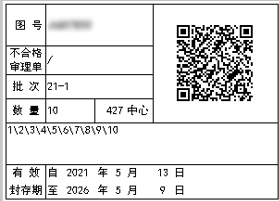 图 号
不合格
审理单 /
批 次 21-1
数 量 10 427 中心
1\2\3\4\5\6\7\8\9\10
有 效 自 2021 年 5 月 13 日
封存期 至 2026 年 5 月 9 日